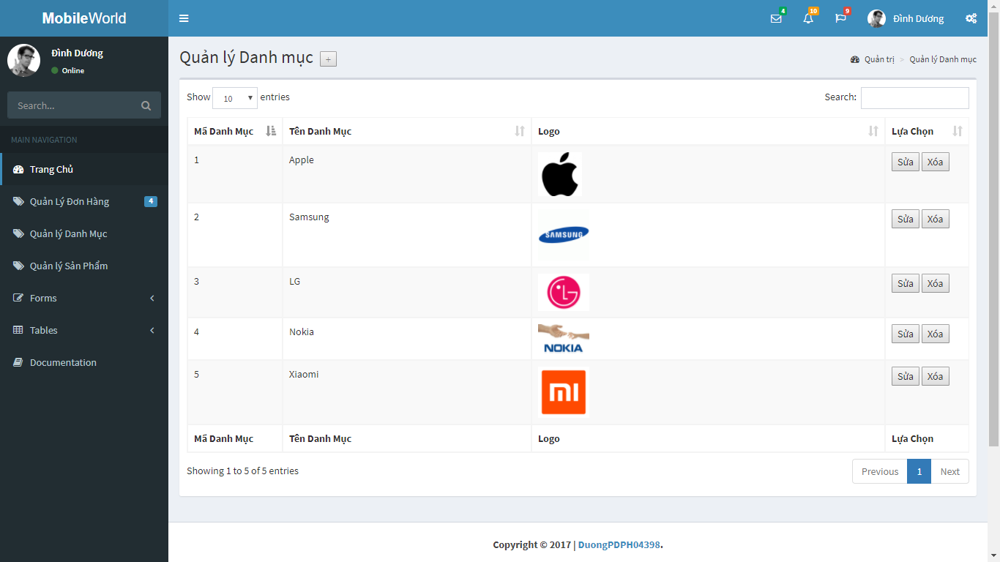 MobileWorld
4
10
9
Đình Dương
Đình Dương
Online
Search...
MAIN NAVIGATION
Trang Chủ
Quản Lý Đơn Hàng 4
Quản lý Danh Mục
Quản lý Sản Phẩm
Forms
Tables
Documentation
Quản lý Danh mục +
Quản trị > Quản lý Danh mục
Show 10 entries
Search:
Mã Danh Mục Tên Danh Mục Logo Lựa Chọn
1 Apple Sửa Xóa
2 Samsung SAMSUNG Sửa Xóa
3 LG LG Sửa Xóa
4 Nokia NOKIA Sửa Xóa
5 Xiaomi mi Sửa Xóa
Mã Danh Mục Tên Danh Mục Logo Lựa Chọn
Showing 1 to 5 of 5 entries
Previous 1 Next
Copyright © 2017 | DuongPDPH04398.